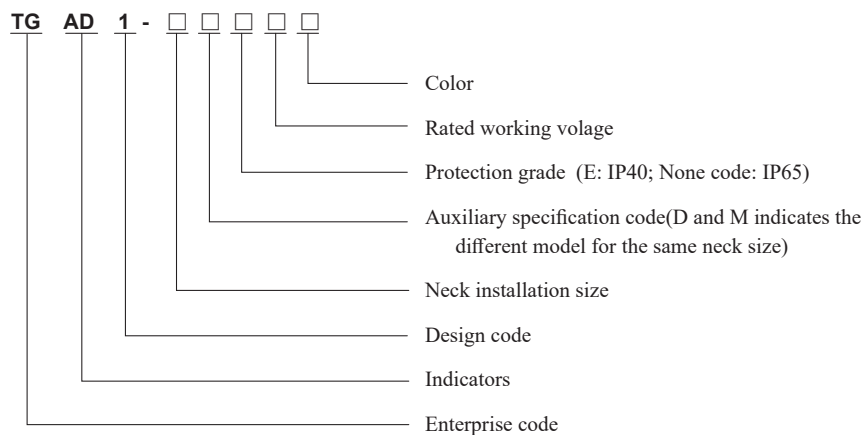 TG AD 1 - □ □ □ □ □
Color
Rated working volage
Protection grade (E: IP40; None code: IP65)
Auxiliary specification code(D and M indicates the
different model for the same neck size)
Neck installation size
Design code
Indicators
Enterprise code